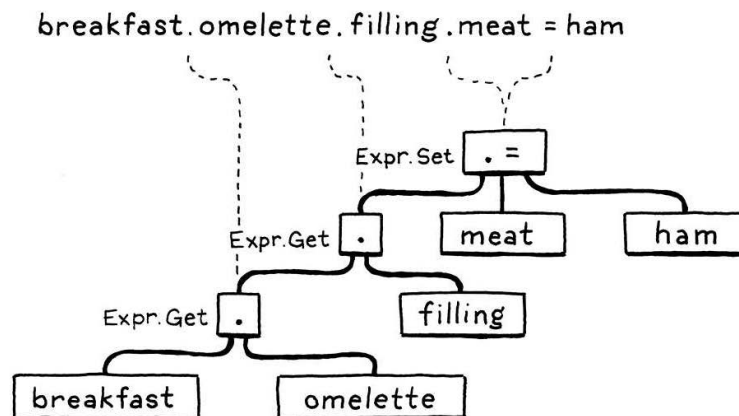 breakfast.omelette.filling.meat = ham
Expr.Set . =
Expr.Get . meat ham
Expr.Get . filling
breakfast omelette